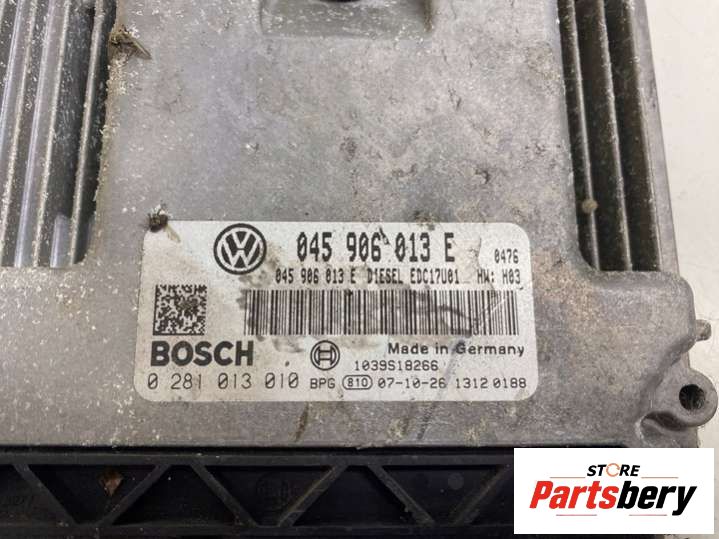 045 906 013 E 0476
045 906 013 E DIESEL EDC17U01 HW: H03
BOSCH Made in Germany
1039S18266
0 281 013 010 BPG 810 07-10-26 1312 0188
STORE
Partsbery